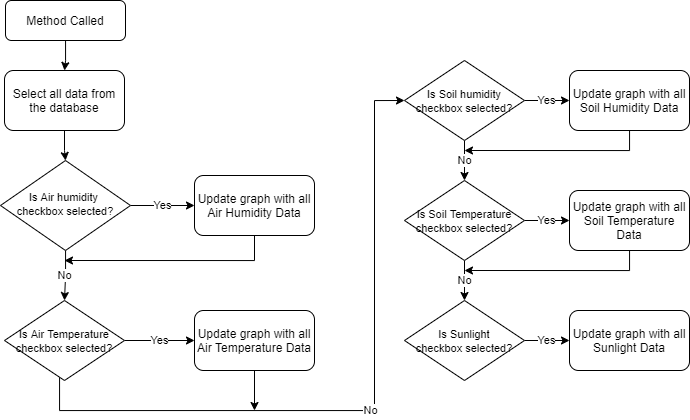 Method Called
Select all data from
the database
Is Air humidity
checkbox selected?
Yes
Update graph with all
Air Humidity Data
No
Is Air Temperature
checkbox selected?
Yes
Update graph with all
Air Temperature Data
No
Is Soil humidity
checkbox selected?
Yes
Update graph with all
Soil Humidity Data
No
Is Soil Temperature
checkbox selected?
Yes
Update graph with all
Soil Temperature
Data
No
Is Sunlight
checkbox selected?
Yes
Update graph with all
Sunlight Data